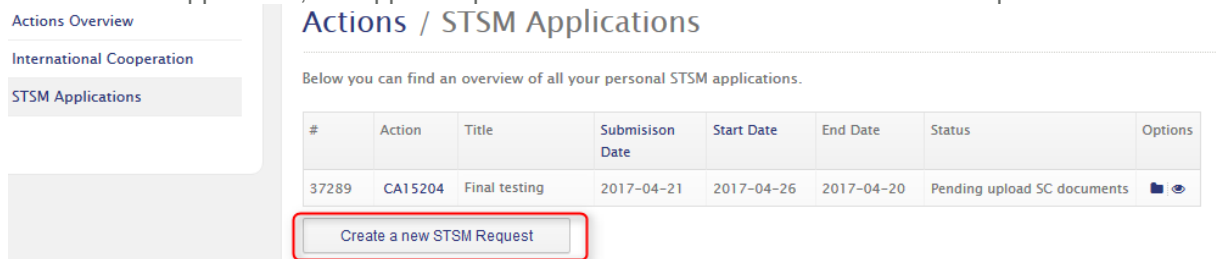 Actions Overview
International Cooperation
STSM Applications
Actions / STSM Applications
Below you can find an overview of all your personal STSM applications.
# Action Title Submisison Date Start Date End Date Status Options
37289 CA15204 Final testing 2017-04-21 2017-04-26 2017-04-20 Pending upload SC documents
Create a new STSM Request